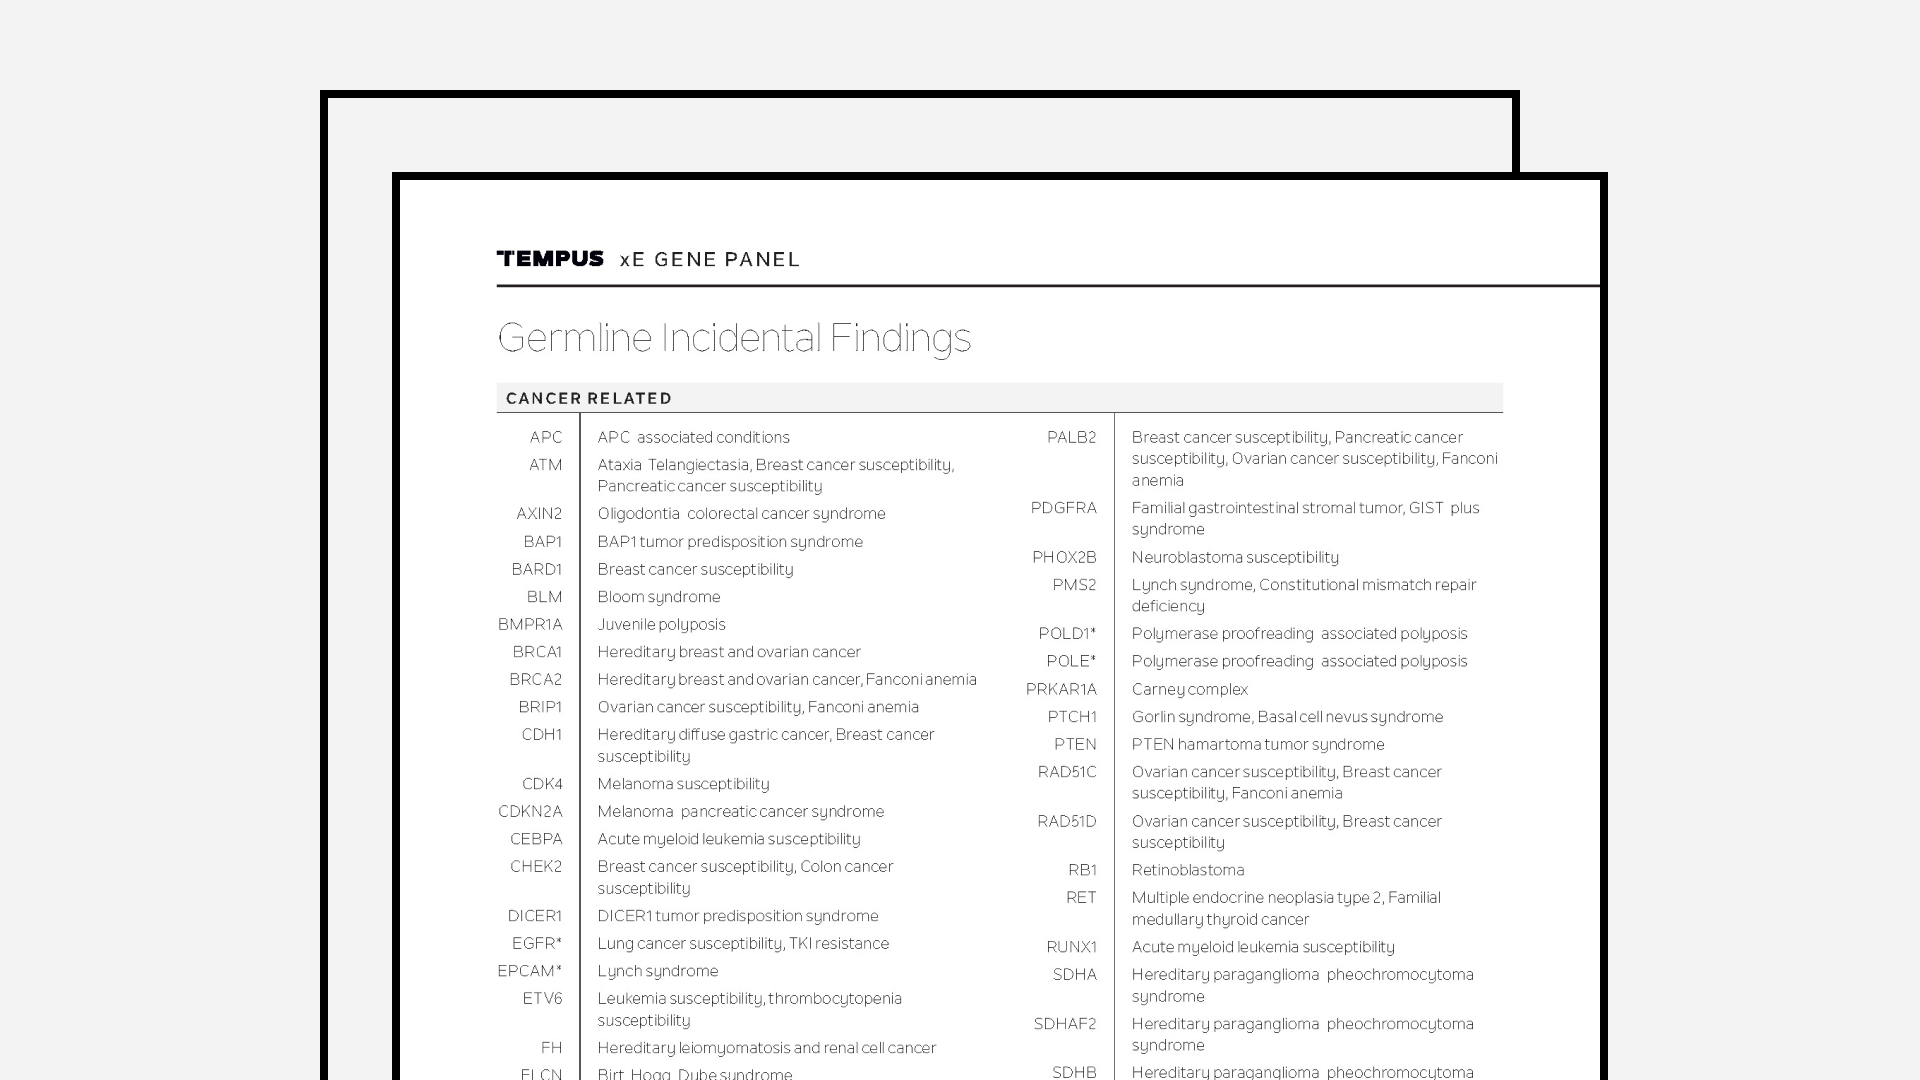 TEMPUS xE GENE PANEL
Germline Incidental Findings
CANCER RELATED
APC APC associated conditions
ATM Ataxia Telangiectasia, Breast cancer susceptibility,
Pancreatic cancer susceptibility
AXIN2 Oligodontia colorectal cancer syndrome
BAP1 BAP1 tumor predisposition syndrome
BARD1 Breast cancer susceptibility
BLM Bloom syndrome
BMPR1A Juvenile polyposis
BRCA1 Hereditary breast and ovarian cancer
BRCA2 Hereditary breast and ovarian cancer, Fanconi anemia
BRIP1 Ovarian cancer susceptibility, Fanconi anemia
CDH1 Hereditary diffuse gastric cancer, Breast cancer
susceptibility
CDK4 Melanoma susceptibility
CDKN2A Melanoma pancreatic cancer syndrome
CEBPA Acute myeloid leukemia susceptibility
CHEK2 Breast cancer susceptibility, Colon cancer
susceptibility
DICER1 DICER1 tumor predisposition syndrome
EGFR* Lung cancer susceptibility, TKI resistance
EPCAM* Lynch syndrome
ETV6 Leukemia susceptibility, thrombocytopenia
susceptibility
FH Hereditary leiomyomatosis and renal cell cancer
FLCN Birt Hogg Dube syndrome
PALB2 Breast cancer susceptibility, Pancreatic cancer
susceptibility, Ovarian cancer susceptibility, Fanconi
anemia
PDGFRA Familial gastrointestinal stromal tumor, GIST plus
syndrome
PHOX2B Neuroblastoma susceptibility
PMS2 Lynch syndrome, Constitutional mismatch repair
deficiency
POLD1* Polymerase proofreading associated polyposis
POLE* Polymerase proofreading associated polyposis
PRKAR1A Carney complex
PTCH1 Gorlin syndrome, Basal cell nevus syndrome
PTEN PTEN hamartoma tumor syndrome
RAD51C Ovarian cancer susceptibility, Breast cancer
susceptibility, Fanconi anemia
RAD51D Ovarian cancer susceptibility, Breast cancer
susceptibility
RB1 Retinoblastoma
RET Multiple endocrine neoplasia type 2, Familial
medullary thyroid cancer
RUNX1 Acute myeloid leukemia susceptibility
SDHA Hereditary paraganglioma pheochromocytoma
syndrome
SDHAF2 Hereditary paraganglioma pheochromocytoma
syndrome
SDHB Hereditary paraganglioma pheochromocytoma